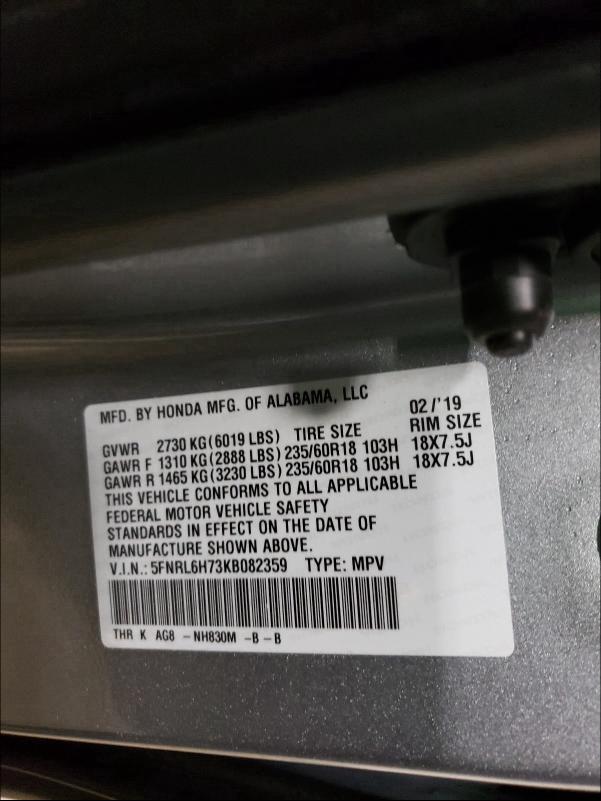 MFD. BY HONDA MFG. OF ALABAMA, LLC 02/'19
GVWR 2730 KG(6019 LBS) TIRE SIZE RIM SIZE
GAWR F 1310 KG(2888 LBS) 235/60R18 103H 18X7.5J
GAWR R 1465 KG(3230 LBS) 235/60R18 103H 18X7.5J
THIS VEHICLE CONFORMS TO ALL APPLICABLE
FEDERAL MOTOR VEHICLE SAFETY
STANDARDS IN EFFECT ON THE DATE OF
MANUFACTURE SHOWN ABOVE.
V.I.N.: 5FNRL6H73KB082359 TYPE: MPV
THR K AG8 -NH830M -B-B